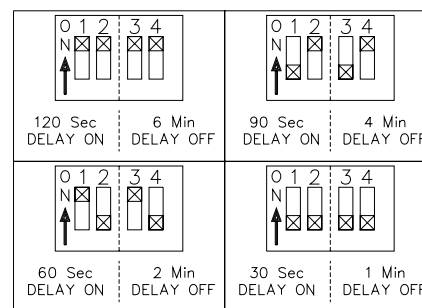 O 1 2 3 4
N
120 Sec 6 Min
DELAY ON DELAY OFF
O 1 2 3 4
N
90 Sec 4 Min
DELAY ON DELAY OFF
O 1 2 3 4
N
60 Sec 2 Min
DELAY ON DELAY OFF
O 1 2 3 4
N
30 Sec 1 Min
DELAY ON DELAY OFF